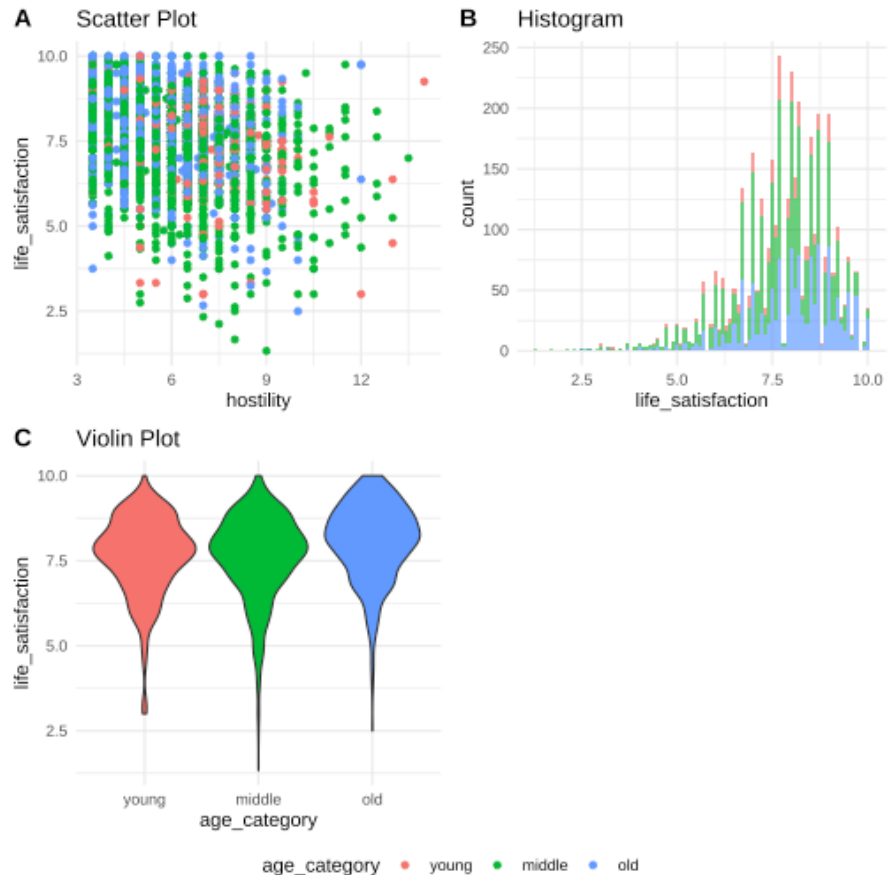 A Scatter Plot
10.0
7.5
5.0
2.5
life_satisfaction
3 6 9 12
hostility
B Histogram
250
200
150
100
50
0
count
2.5 5.0 7.5 10.0
life_satisfaction
C Violin Plot
10.0
7.5
5.0
2.5
life_satisfaction
young middle old
age_category
age_category young middle old